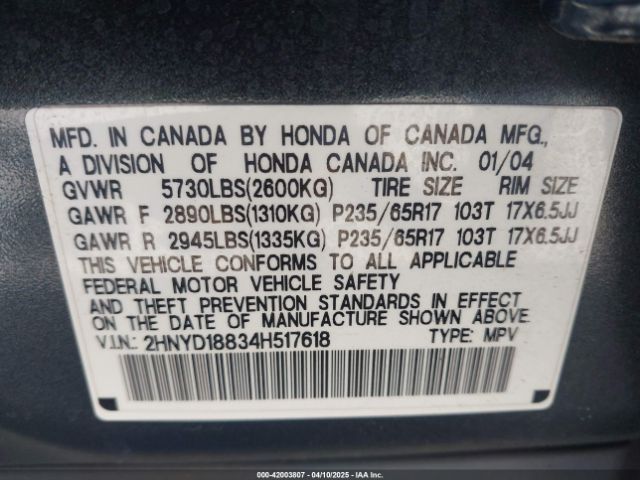 MFD. IN CANADA BY HONDA OF CANADA MFG.,
A DIVISION OF HONDA CANADA INC. 01/04
GVWR 5730LBS(2600KG) TIRE SIZE RIM SIZE
GAWR F 2890LBS(1310KG) P235/65R17 103T 17X6.5JJ
GAWR R 2945LBS(1335KG) P235/65R17 103T 17X6.5JJ
THIS VEHICLE CONFORMS TO ALL APPLICABLE
FEDERAL MOTOR VEHICLE SAFETY
AND THEFT PREVENTION STANDARDS IN EFFECT
ON THE DATE OF MANUFACTURE SHOWN ABOVE.
V.I.N.: 2HNYD18834H517618 TYPE: MPV
000-42003807 - 04/10/2025 - IAAI Inc.